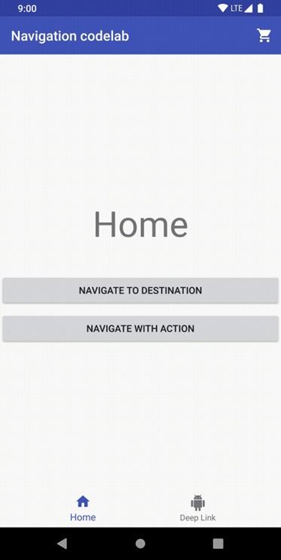 9:00
LTE
Navigation codelab
Home
NAVIGATE TO DESTINATION
NAVIGATE WITH ACTION
Home
Deep Link